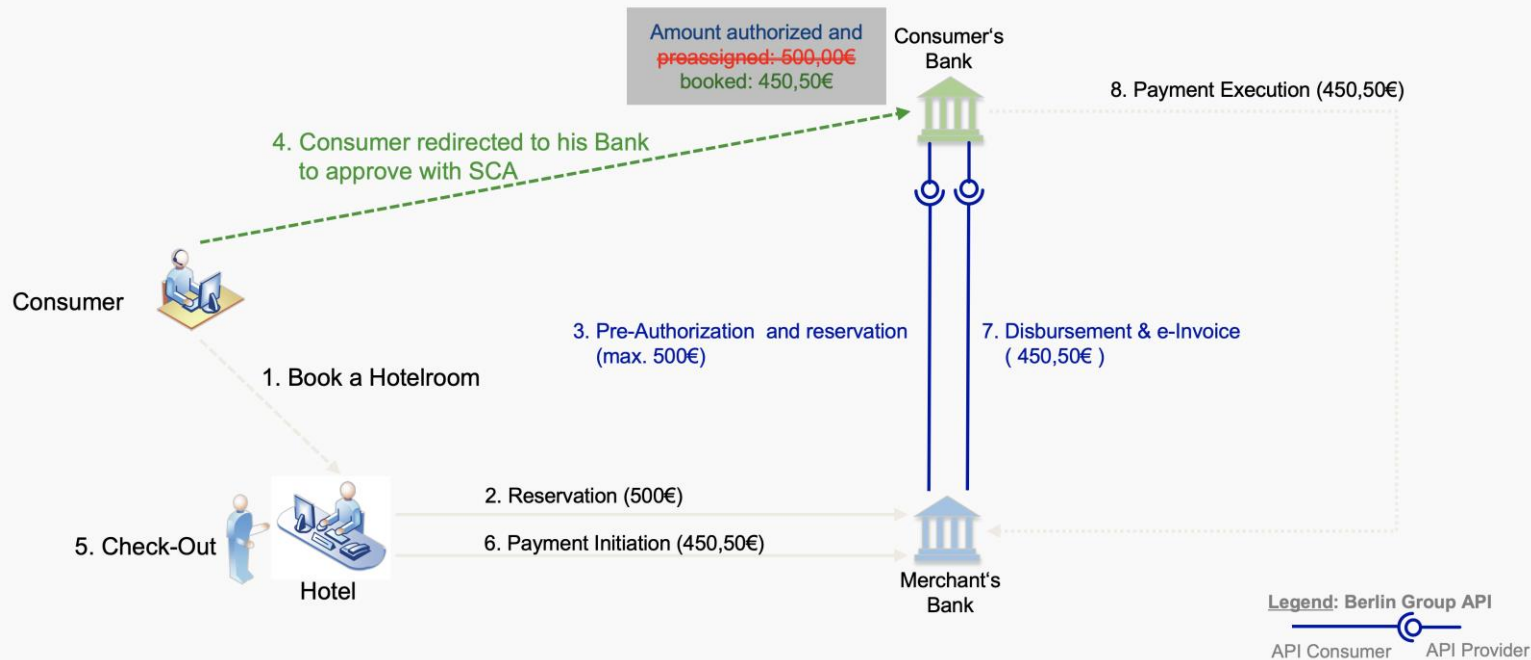 Amount authorized and
preassigned: 500,00€
booked: 450,50€
Consumer's
Bank
8. Payment Execution (450,50€)
4. Consumer redirected to his Bank
to approve with SCA
Consumer
3. Pre-Authorization and reservation
(max. 500€)
7. Disbursement & e-Invoice
( 450,50€ )
1. Book a Hotelroom
2. Reservation (500€)
5. Check-Out
6. Payment Initiation (450,50€)
Hotel
Merchant's
Bank
Legend: Berlin Group API
API Consumer API Provider